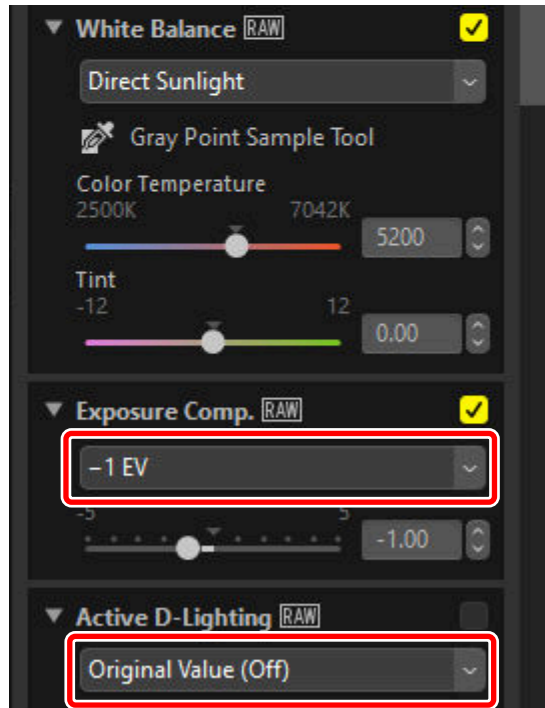 White Balance RAW
Direct Sunlight
Gray Point Sample Tool
Color Temperature
2500K 7042K
5200
Tint
-12 12
0.00
Exposure Comp. RAW
−1 EV
-5 5
-1.00
Active D-Lighting RAW
Original Value (Off)